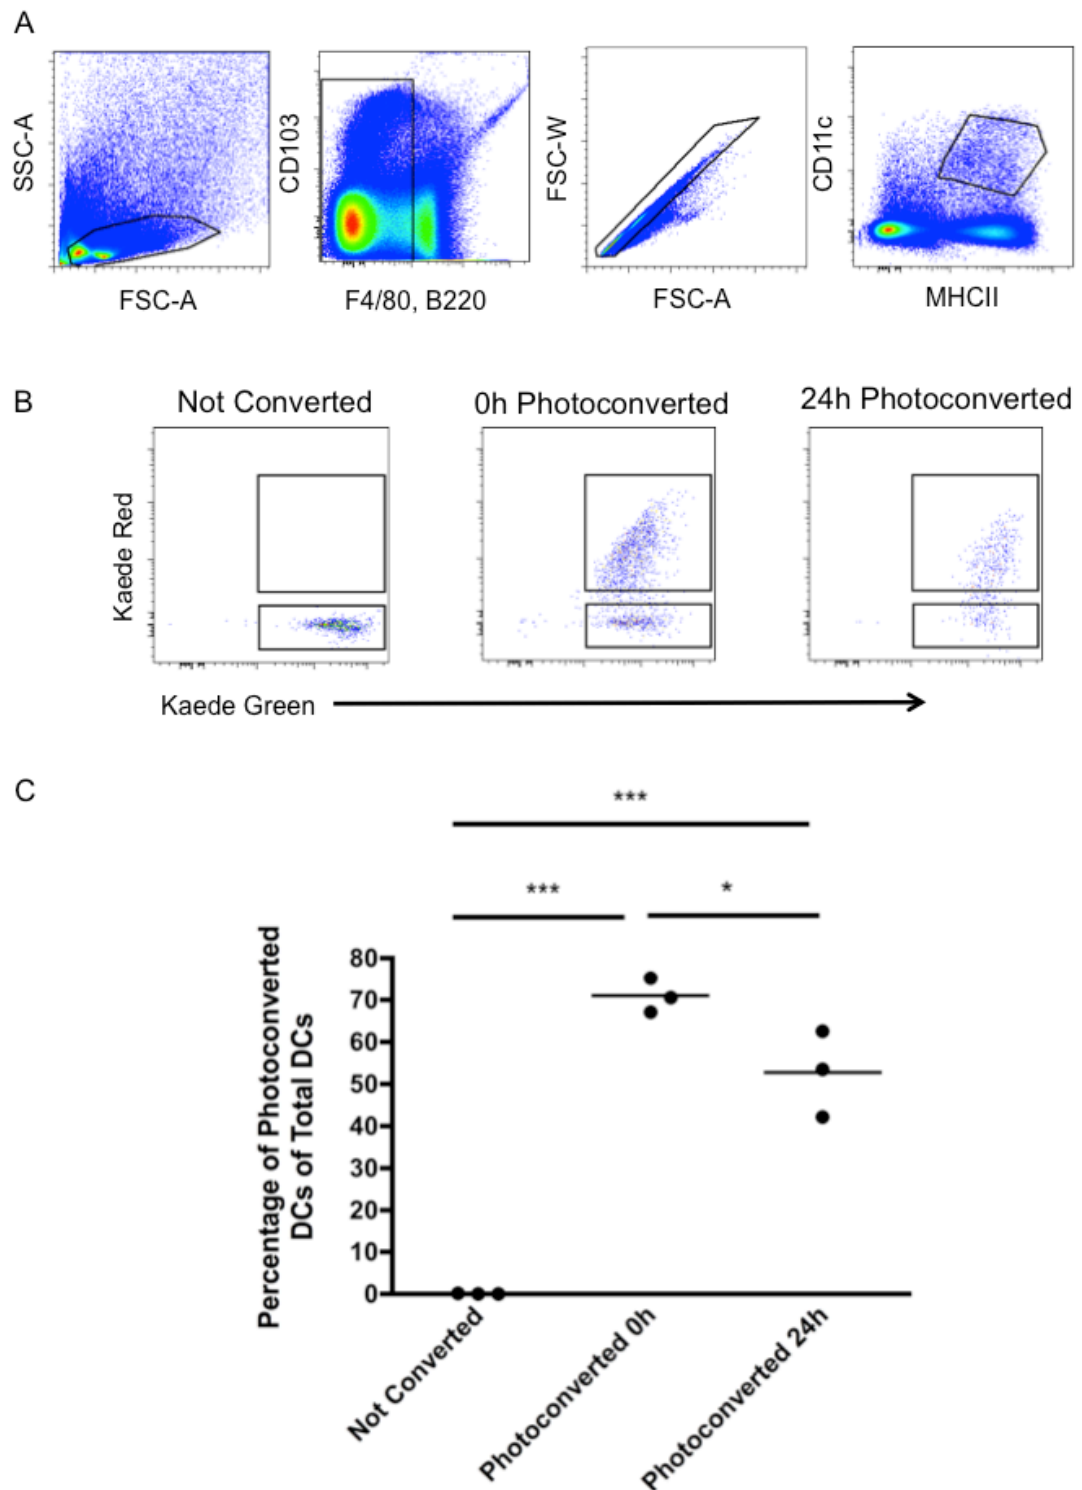 A
SSC-A
FSC-A
CD103
F4/80, B220
FSC-W
FSC-A
CD11c
MHCII
B
Not Converted
0h Photoconverted
24h Photoconverted
Kaede Red
Kaede Green
C
***
***
*
Percentage of Photoconverted
DCs of Total DCs
80
70
60
50
40
30
20
10
0
Not Converted
Photoconverted 0h
Photoconverted 24h